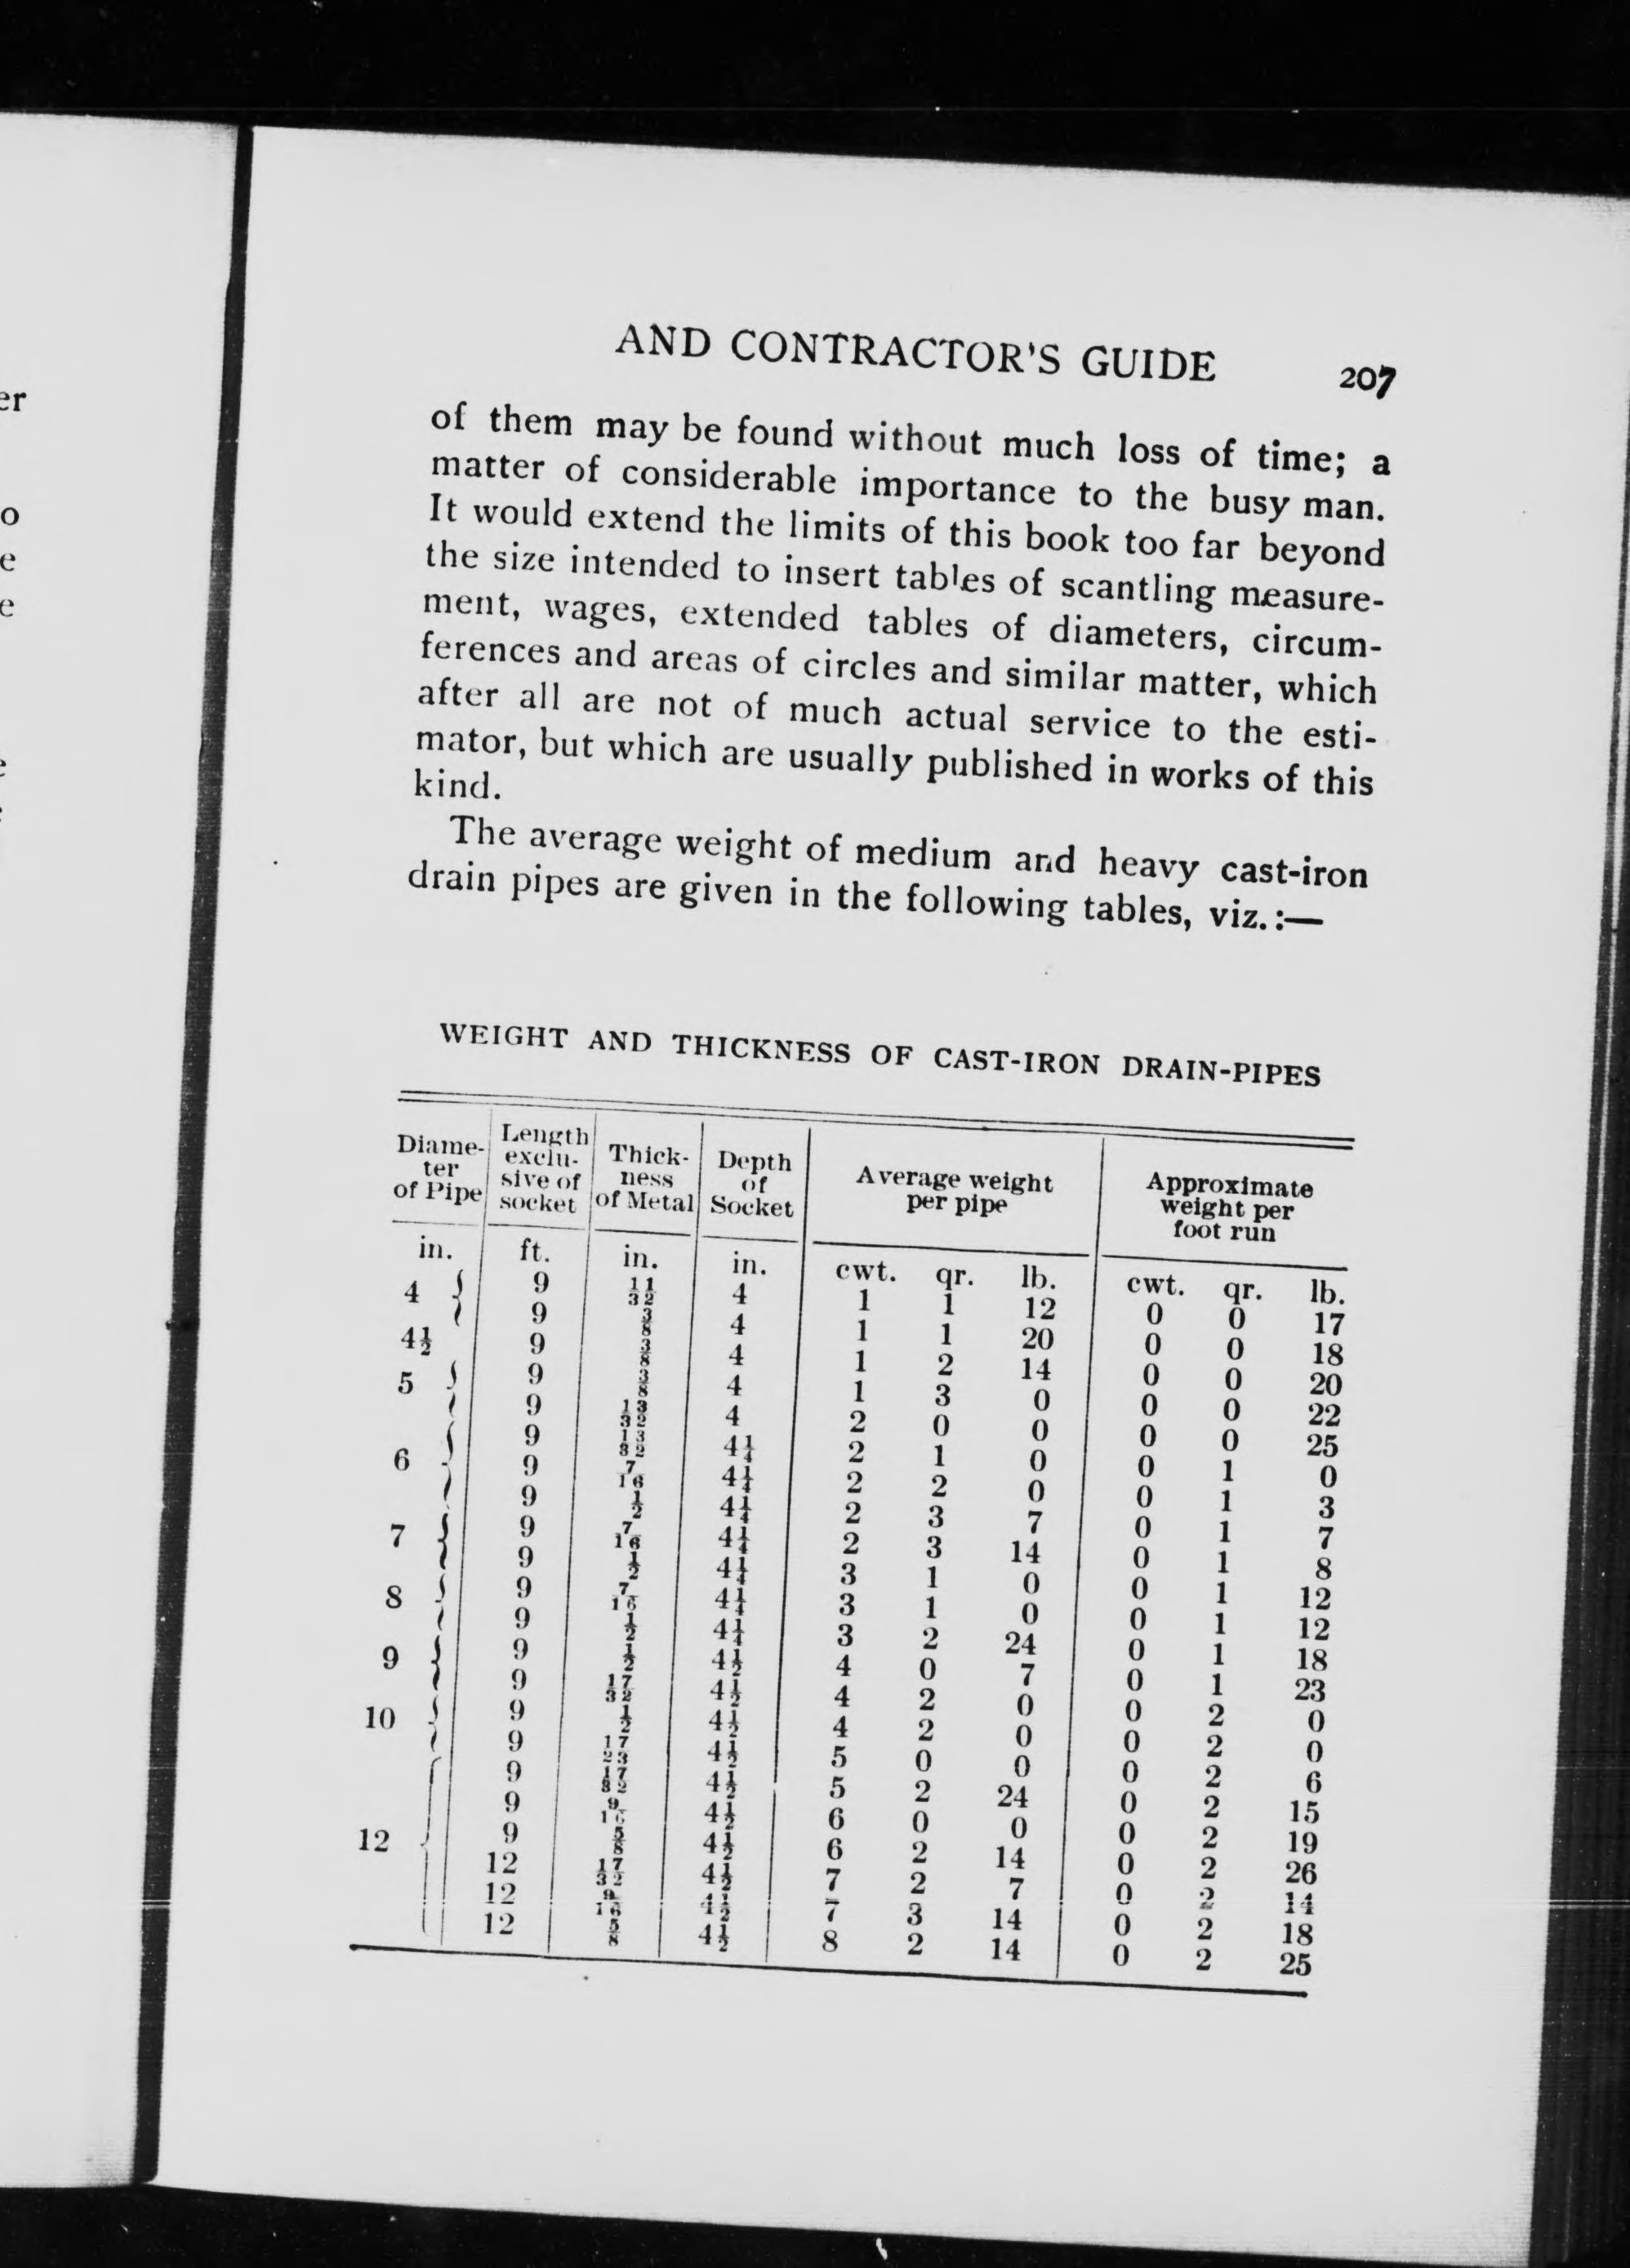 er
o
e
e
AND CONTRACTOR'S GUIDE 207
of them may be found without much loss of time; a
matter of considerable importance to the busy man.
It would extend the limits of this book too far beyond
the size intended to insert tables of scantling measure-
ment, wages, extended tables of diameters, circum-
ferences and areas of circles and similar matter, which
after all are not of much actual service to the esti-
mator, but which are usually published in works of this
kind.
The average weight of medium and heavy cast-iron
drain pipes are given in the following tables, viz.:—
WEIGHT AND THICKNESS OF CAST-IRON DRAIN-PIPES
Diame-
ter
of Pipe
Length
exclu-
sive of
socket
Thick-
ness
of Metal
Depth
of
Socket
Average weight
per pipe
Approximate
weight per
foot run
in. ft. in. in. cwt. qr. lb. cwt. qr. lb.
4 9 11/32 4 1 1 12 0 0 17
9 3/8 4 1 1 20 0 0 18
4½ 9 3/8 4 1 2 14 0 0 20
5 9 3/8 4 1 3 0 0 0 22
9 13/32 4 2 0 0 0 0 25
9 13/32 4¼ 2 1 0 0 1 0
6 9 7/16 4¼ 2 2 0 0 1 3
9 ½ 4¼ 2 3 7 0 1 7
7 9 7/16 4¼ 2 3 14 0 1 8
9 ½ 4¼ 3 1 0 0 1 12
8 9 7/16 4¼ 3 1 0 0 1 12
9 ½ 4¼ 3 2 24 0 1 18
9 9 ½ 4½ 4 0 7 0 1 23
9 17/32 4½ 4 2 0 0 2 0
10 9 ½ 4½ 4 2 0 0 2 0
9 17/23 4½ 5 0 0 0 2 6
9 17/32 4½ 5 2 24 0 2 15
9 9/16 4½ 6 0 0 0 2 19
12 9 5/8 4½ 6 2 14 0 2 26
12 17/32 4½ 7 2 7 0 2 14
12 9/16 4½ 7 3 14 0 2 18
12 5/8 4½ 8 2 14 0 2 25